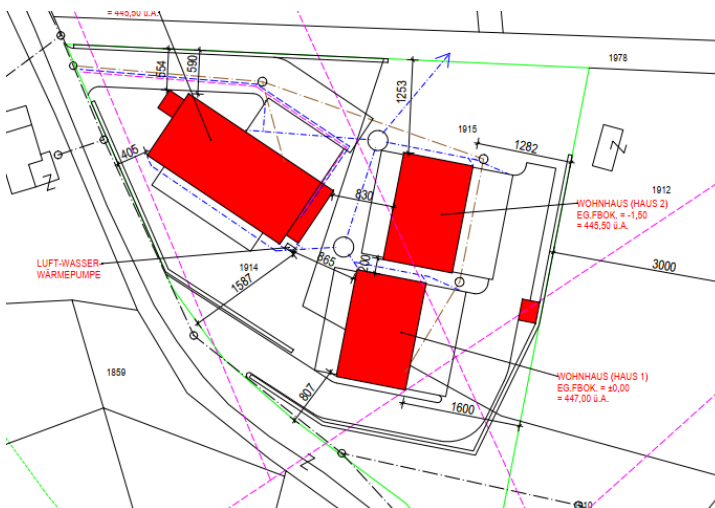 = 445,50 ü.A.
1978
554
590
1253
1915
1282
405
N
N
830
1912
WOHNHAUS (HAUS 2)
EG.FBOK. = -1,50
= 445,50 ü.A.
LUFT-WASSER-
WÄRMEPUMPE
1914
865
200
3000
1587
1859
WOHNHAUS (HAUS 1)
EG.FBOK. = ±0,00
= 447,00 ü.A.
807
1600